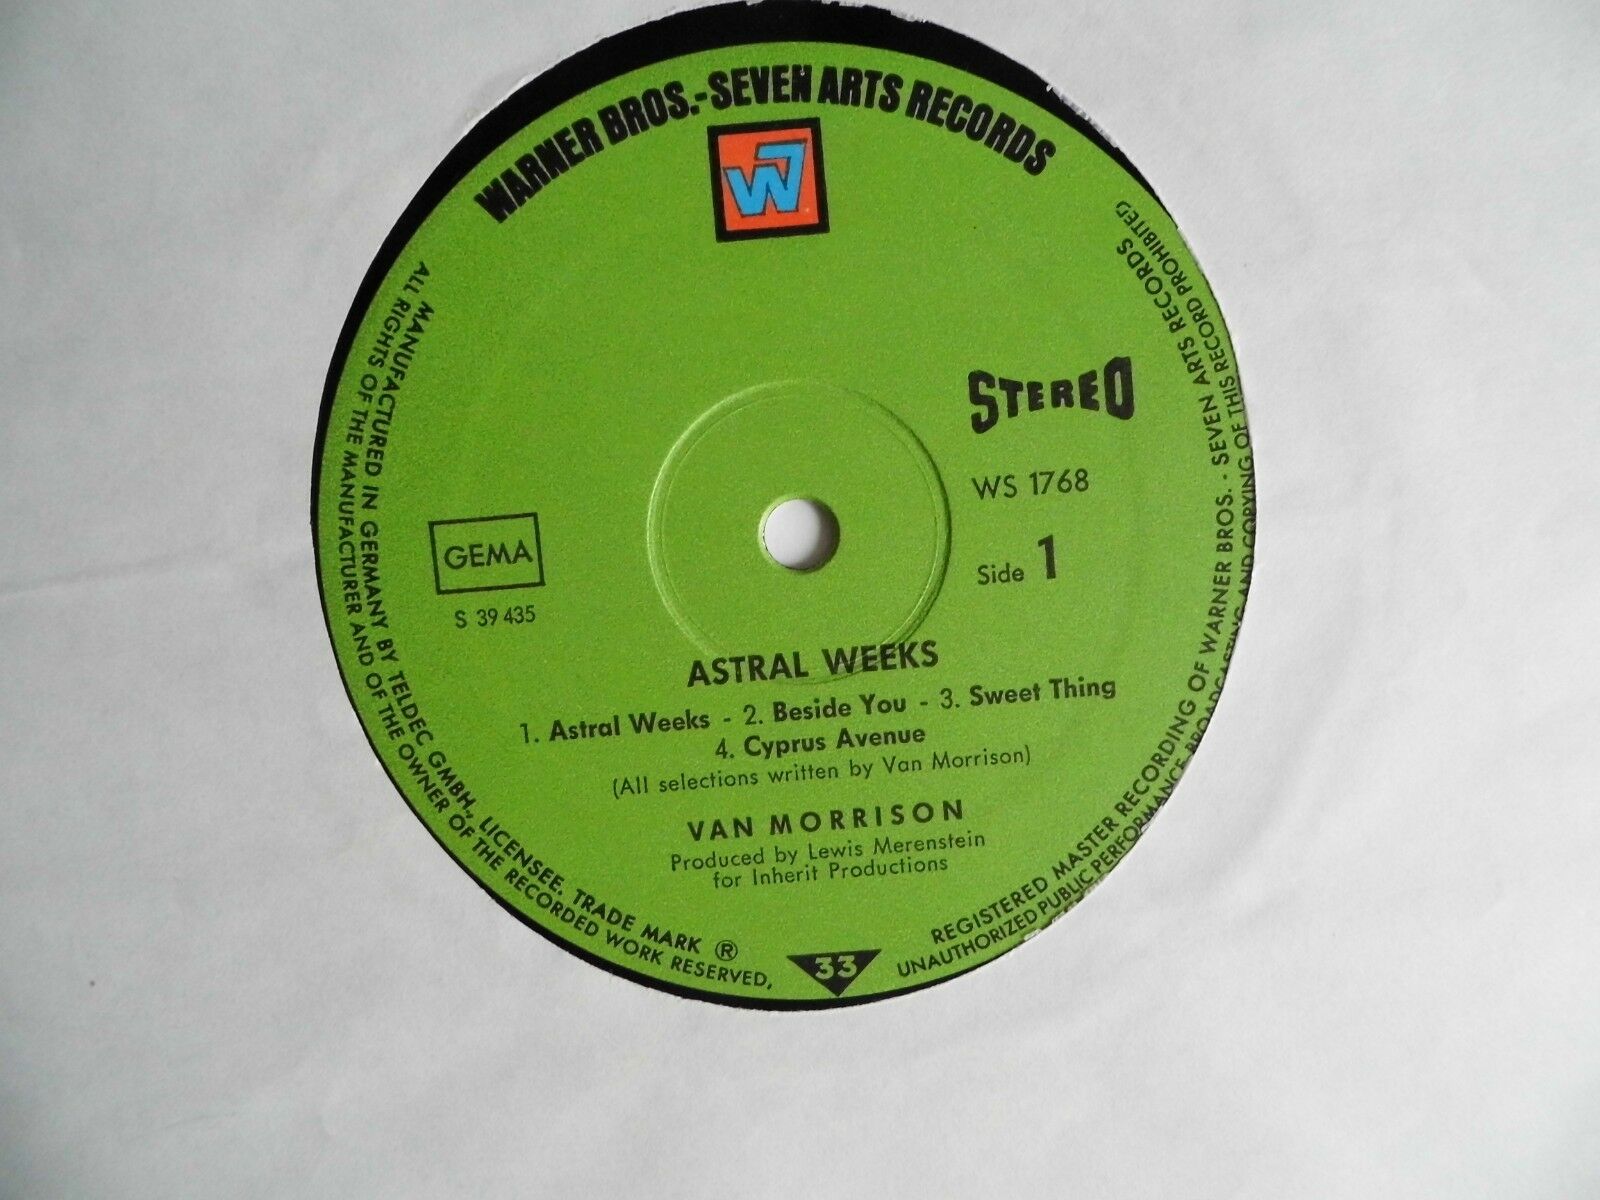 WARNER BROS.-SEVEN ARTS RECORDS
W7
STEREO
WS 1768
Side 1
GEMA
S 39 435
ASTRAL WEEKS
1. Astral Weeks - 2. Beside You - 3. Sweet Thing
4. Cyprus Avenue
(All selections written by Van Morrison)
VAN MORRISON
Produced by Lewis Merenstein
for Inherit Productions
33
MANUFACTURED IN GERMANY BY TELDEC GMBH., LICENSEE. TRADE MARK ®
ALL RIGHTS OF THE MANUFACTURER AND OF THE OWNER OF THE RECORDED WORK RESERVED,
REGISTERED MASTER RECORDING OF WARNER BROS. - SEVEN ARTS RECORDS
UNAUTHORIZED PUBLIC PERFORMANCE BROADCASTING AND COPYING OF THIS RECORD PROHIBITED